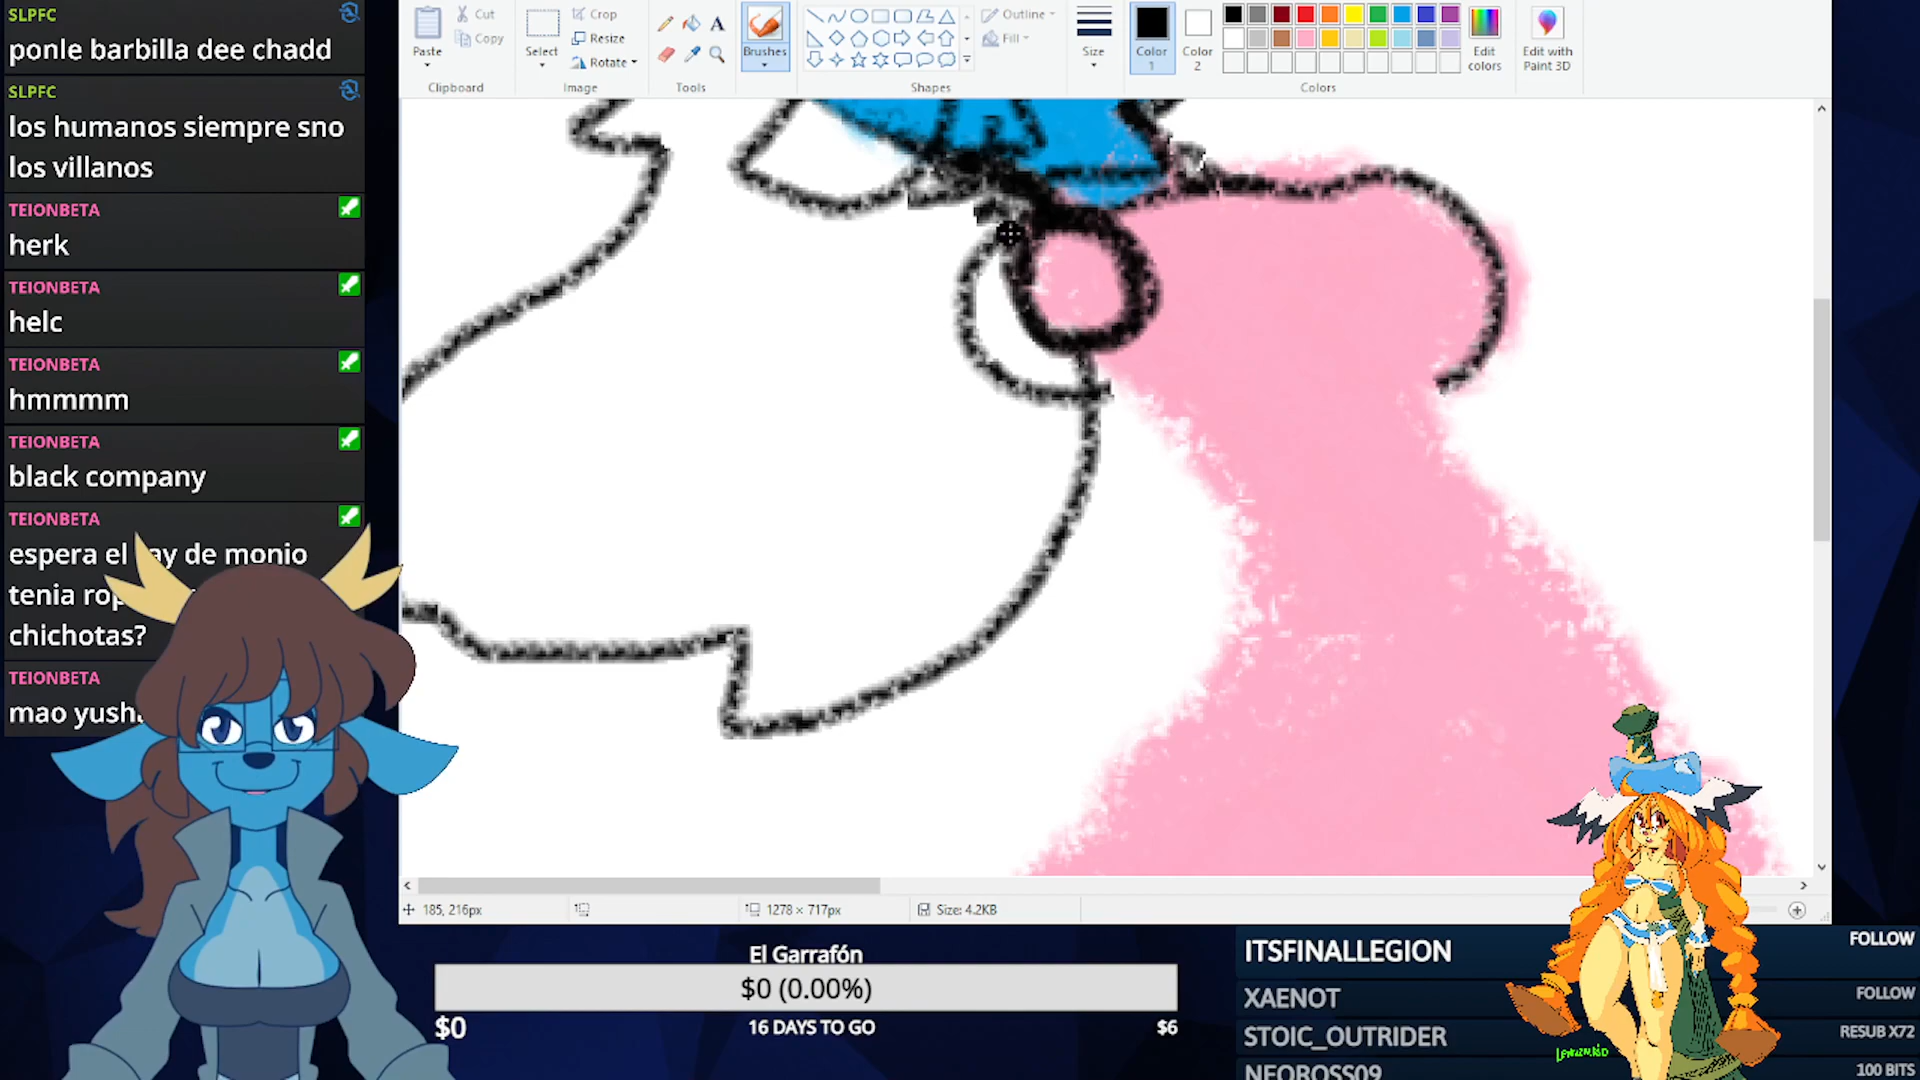 SLPFC
ponle barbilla dee chadd
SLPFC
los humanos siempre sno
los villanos
TEIONBETA
herk
TEIONBETA
helc
TEIONBETA
hmmmm
TEIONBETA
black company
TEIONBETA
espera el ay de monio
tenia
chichotas?
TEIONBETA
mao
Paste
Cut
Copy
Clipboard
Select
Crop
Resize
Rotate
Image
A
Tools
Brushes
Outline
Fill
Shapes
Size
Color
1
Color
2
Edit
colors
Edit with
Paint 3D
Colors
185, 216px
1278 × 717px
Size: 4.2KB
El Garrafón
$0 (0.00%)
$0
16 DAYS TO GO
$6
ITSFINALLEGION FOLLOW
XAENOT FOLLOW
STOIC_OUTRIDER RESUB X72
NEOROSS09 100 BITS